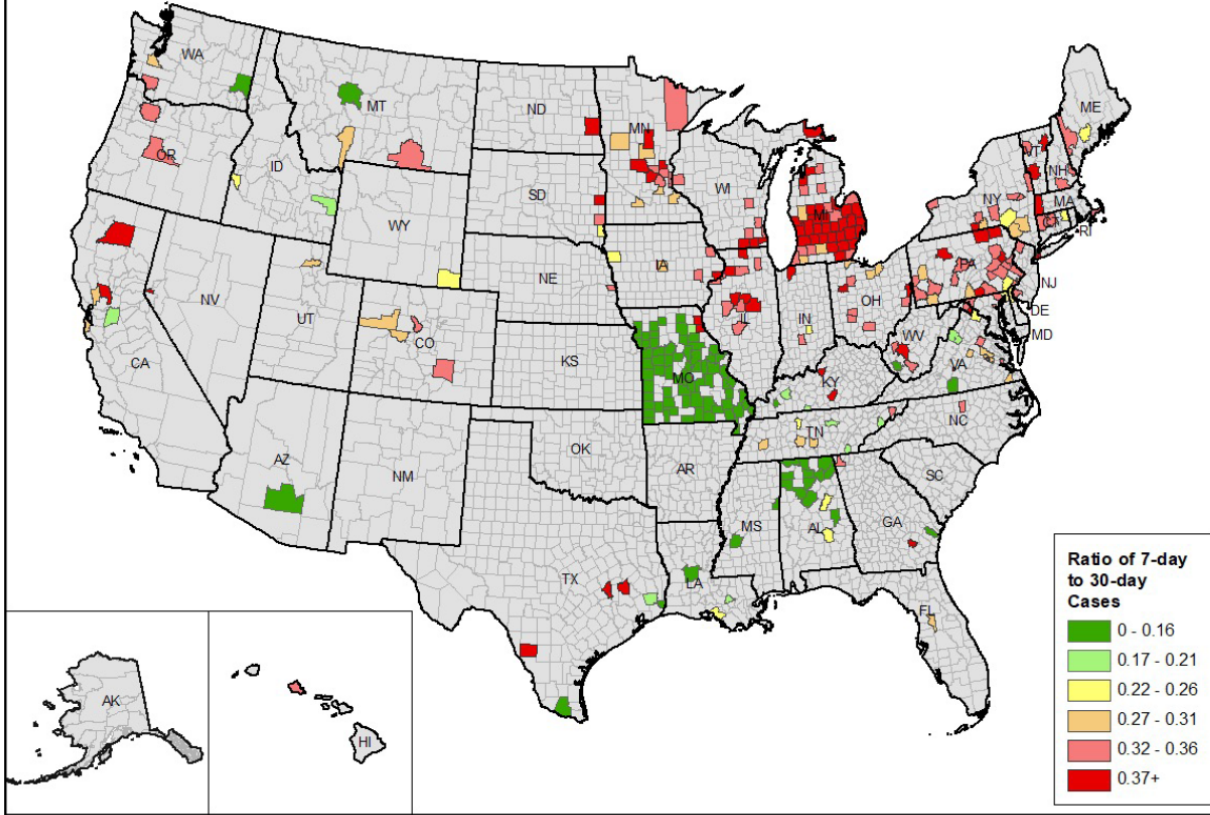 WA
MT
ND
MN
ME
OR
ID
SD
WI
VT
NH
NY
MA
WY
MI
CT
RI
NE
IA
PA
NJ
NV
UT
CO
IL
IN
OH
DE
MD
CA
KS
MO
WV
VA
KY
NC
TN
AZ
NM
OK
AR
SC
MS
AL
GA
TX
LA
FL
AK
HI
Ratio of 7-day
to 30-day
Cases
0 - 0.16
0.17 - 0.21
0.22 - 0.26
0.27 - 0.31
0.32 - 0.36
0.37+